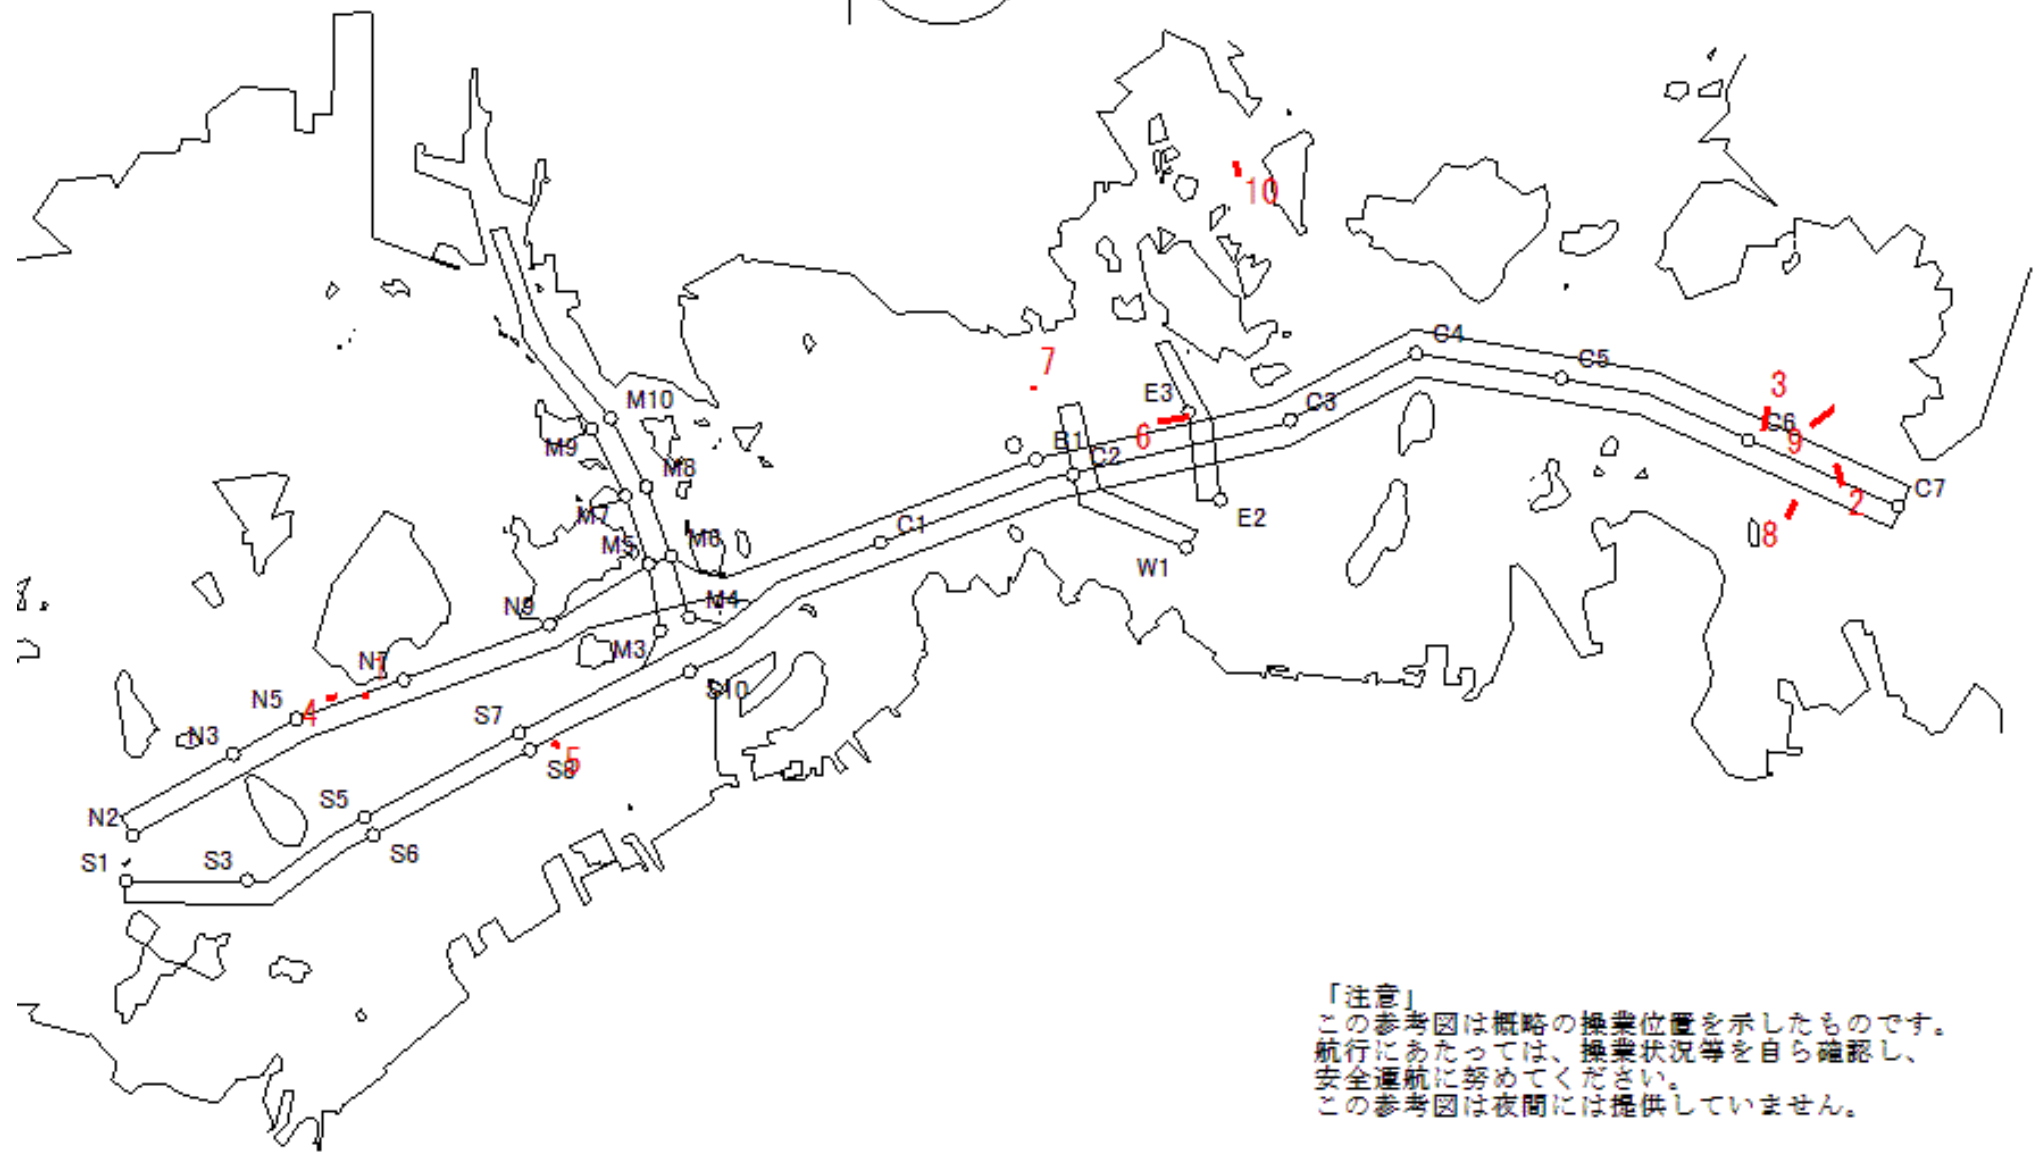 10
C4
7
C5
3
M10
E3
C3
C6
6
B1
9
M9
C2
M8
C7
2
M7
E2
8
C1
M6
M5
W1
N9
M4
M3
N7
1
S10
N5
4
S7
N3
5
S8
S5
N2
S6
S1
S3
「注意」
この参考図は概略の操業位置を示したものです。
航行にあたっては、操業状況等を自ら確認し、
安全運航に努めてください。
この参考図は夜間には提供していません。